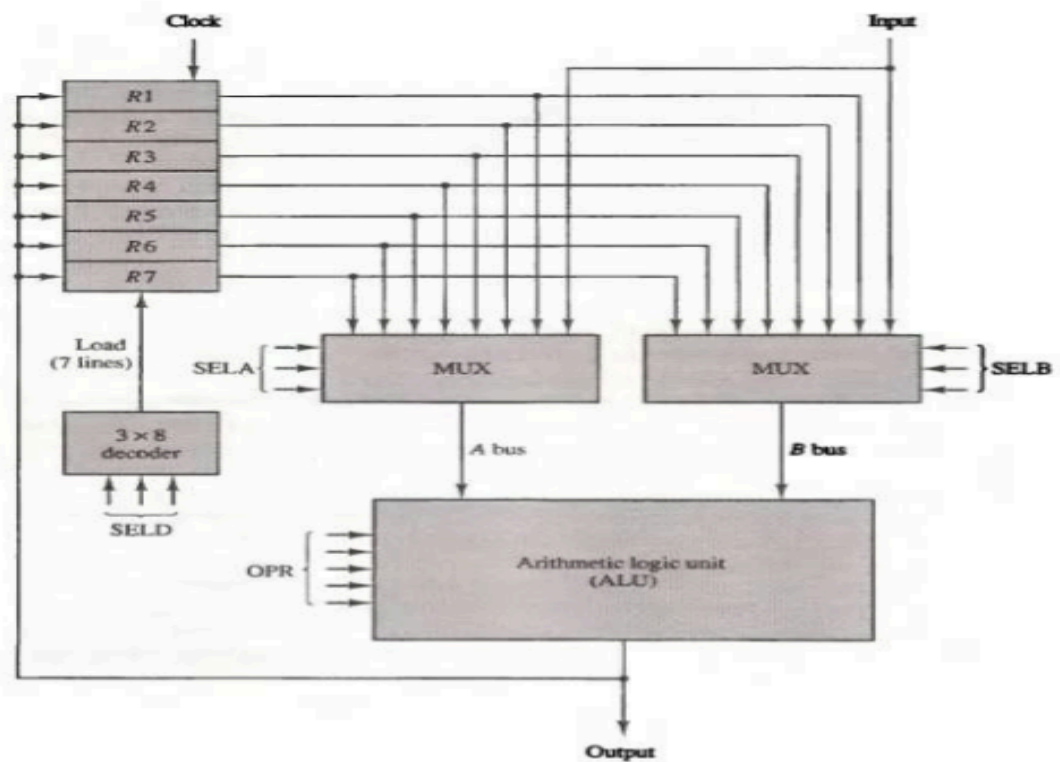 Clock
Input
R1
R2
R3
R4
R5
R6
R7
Load
(7 lines)
SELA
MUX
MUX
SELB
3 × 8
decoder
A bus
B bus
SELD
OPR
Arithmetic logic unit
(ALU)
Output